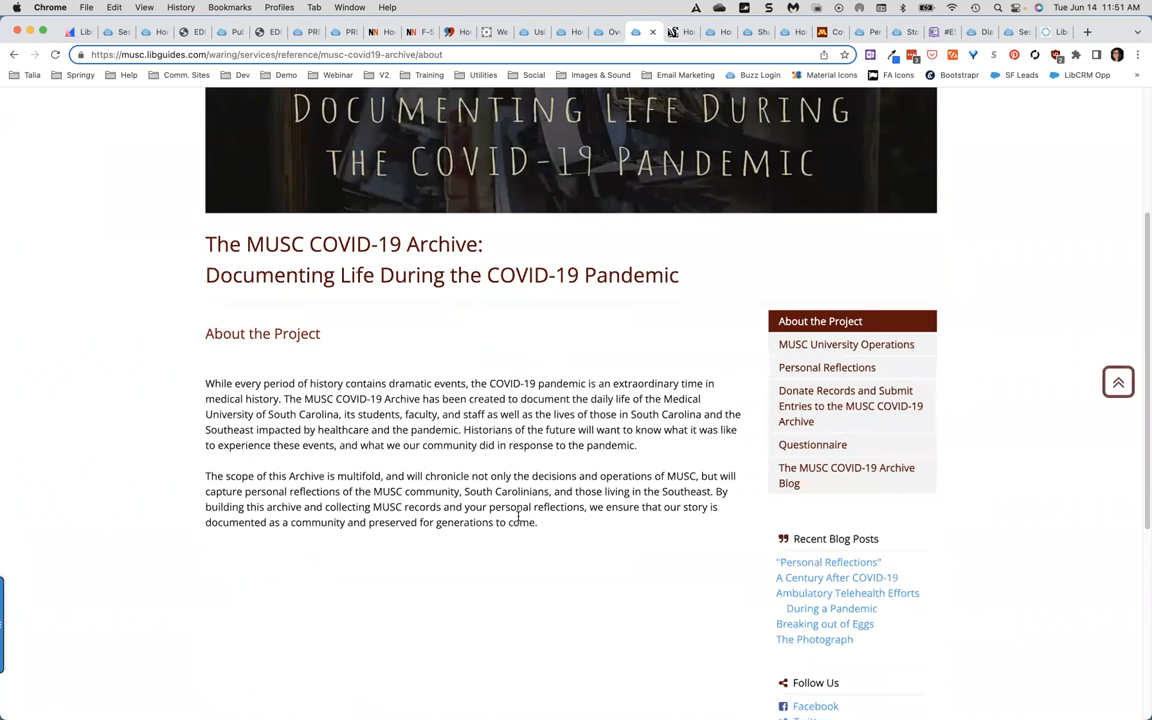 Chrome File Edit View History Bookmarks Profiles Tab Window Help Tue Jun 14 11:51 AM
https://musc.libguides.com/waring/services/reference/musc-covid19-archive/about
Talia Springy Help Comm. Sites Dev Demo Webinar V2 Training Utilities Social Images & Sound Email Marketing Buzz Login Material Icons FA Icons Bootstrapr SF Leads LibCRM Opp »
DOCUMENTING LIFE DURING
THE COVID-19 PANDEMIC
The MUSC COVID-19 Archive:
Documenting Life During the COVID-19 Pandemic
About the Project
While every period of history contains dramatic events, the COVID-19 pandemic is an extraordinary time in
medical history. The MUSC COVID-19 Archive has been created to document the daily life of the Medical
University of South Carolina, its students, faculty, and staff as well as the lives of those in South Carolina and the
Southeast impacted by healthcare and the pandemic. Historians of the future will want to know what it was like
to experience these events, and what we our community did in response to the pandemic.
The scope of this Archive is multifold, and will chronicle not only the decisions and operations of MUSC, but will
capture personal reflections of the MUSC community, South Carolinians, and those living in the Southeast. By
building this archive and collecting MUSC records and your personal reflections, we ensure that our story is
documented as a community and preserved for generations to come.
About the Project
MUSC University Operations
Personal Reflections
Donate Records and Submit
Entries to the MUSC COVID-19
Archive
Questionnaire
The MUSC COVID-19 Archive
Blog
Recent Blog Posts
"Personal Reflections"
A Century After COVID-19
Ambulatory Telehealth Efforts
During a Pandemic
Breaking out of Eggs
The Photograph
Follow Us
Facebook